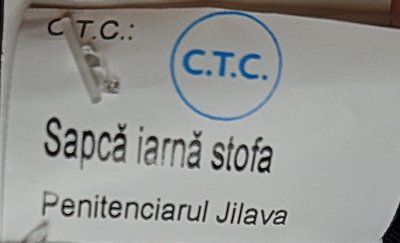 C.T.C.:
C.T.C.
Sapcă iarnă stofa
Penitenciarul Jilava